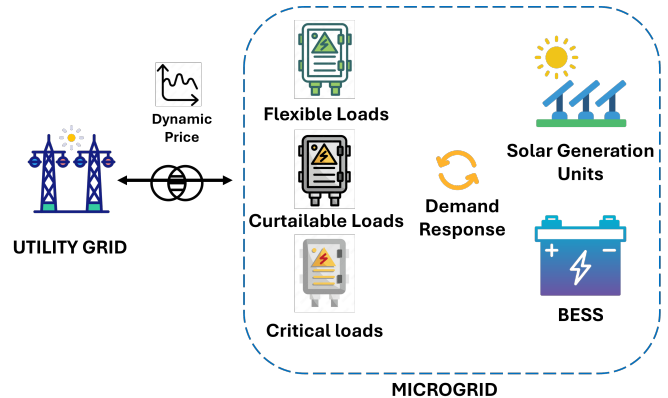 Dynamic
Price
UTILITY GRID
Flexible Loads
Curtailable Loads
Critical loads
Demand
Response
Solar Generation
Units
+ −
BESS
MICROGRID